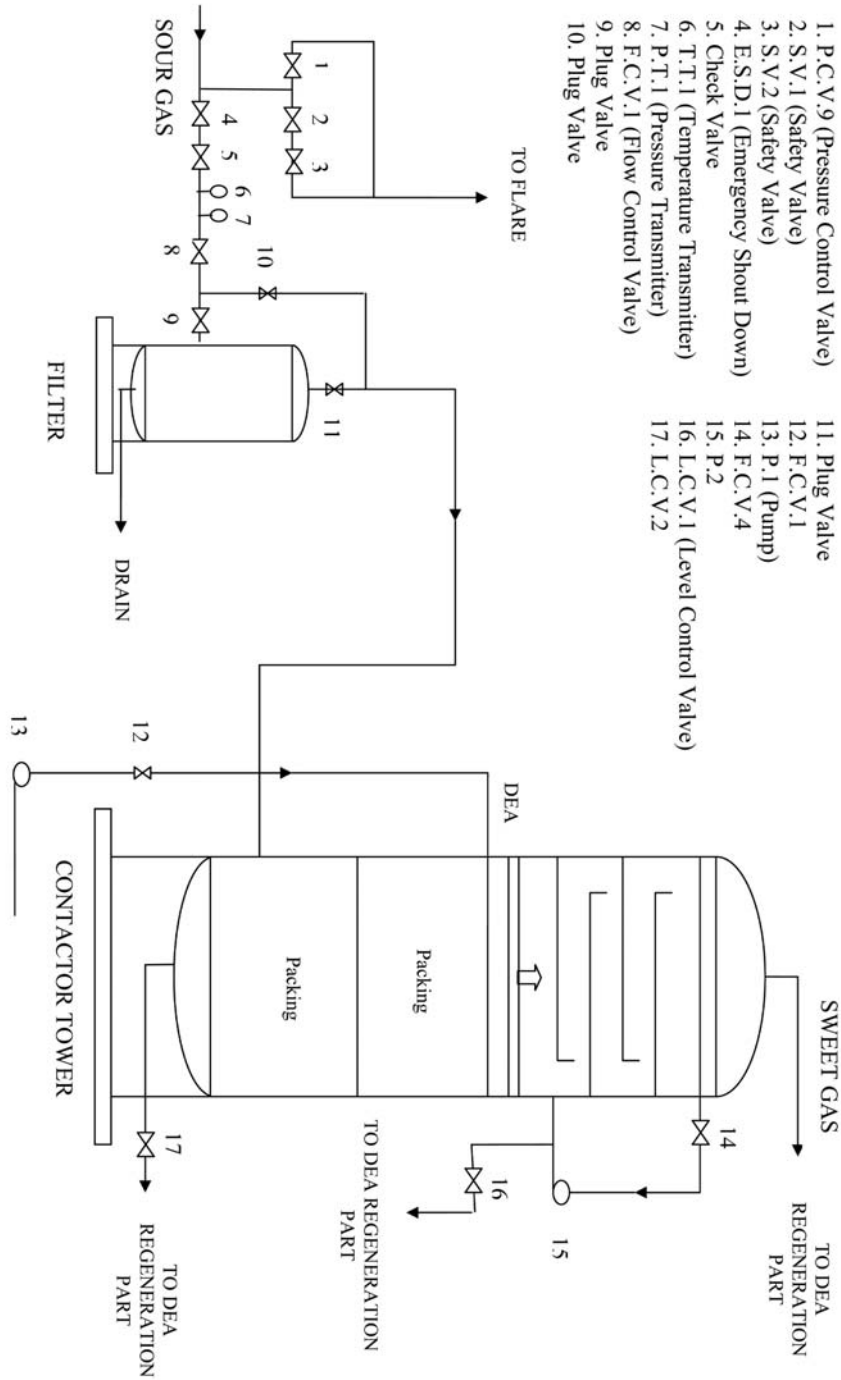 1. P.C.V.9 (Pressure Control Valve)
2. S.V.1 (Safety Valve)
3. S.V.2 (Safety Valve)
4. E.S.D.1 (Emergency Shout Down)
5. Check Valve
6. T.T.1 (Temperature Transmitter)
7. P.T.1 (Pressure Transmitter)
8. F.C.V.1 (Flow Control Valve)
9. Plug Valve
10. Plug Valve
11. Plug Valve
12. F.C.V.1
13. P.1 (Pump)
14. F.C.V.4
15. P.2
16. L.C.V.1 (Level Control Valve)
17. L.C.V.2
TO FLARE
1
2
3
SOUR GAS
4
5
6
7
8
9
10
11
FILTER
DRAIN
SWEET GAS
TO DEA
REGENERATION
PART
14
15
16
TO DEA REGENERATION
PART
DEA
Packing
Packing
12
13
17
TO DEA
REGENERATION
PART
CONTACTOR TOWER